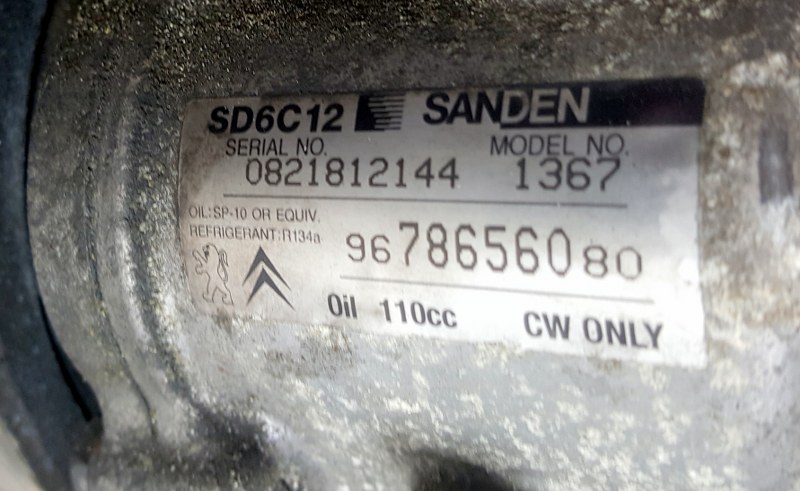 SD6C12 SANDEN
SERIAL NO. MODEL NO.
0821812144 1367
OIL:SP-10 OR EQUIV.
REFRIGERANT:R134a
9678656080
Oil 110cc CW ONLY